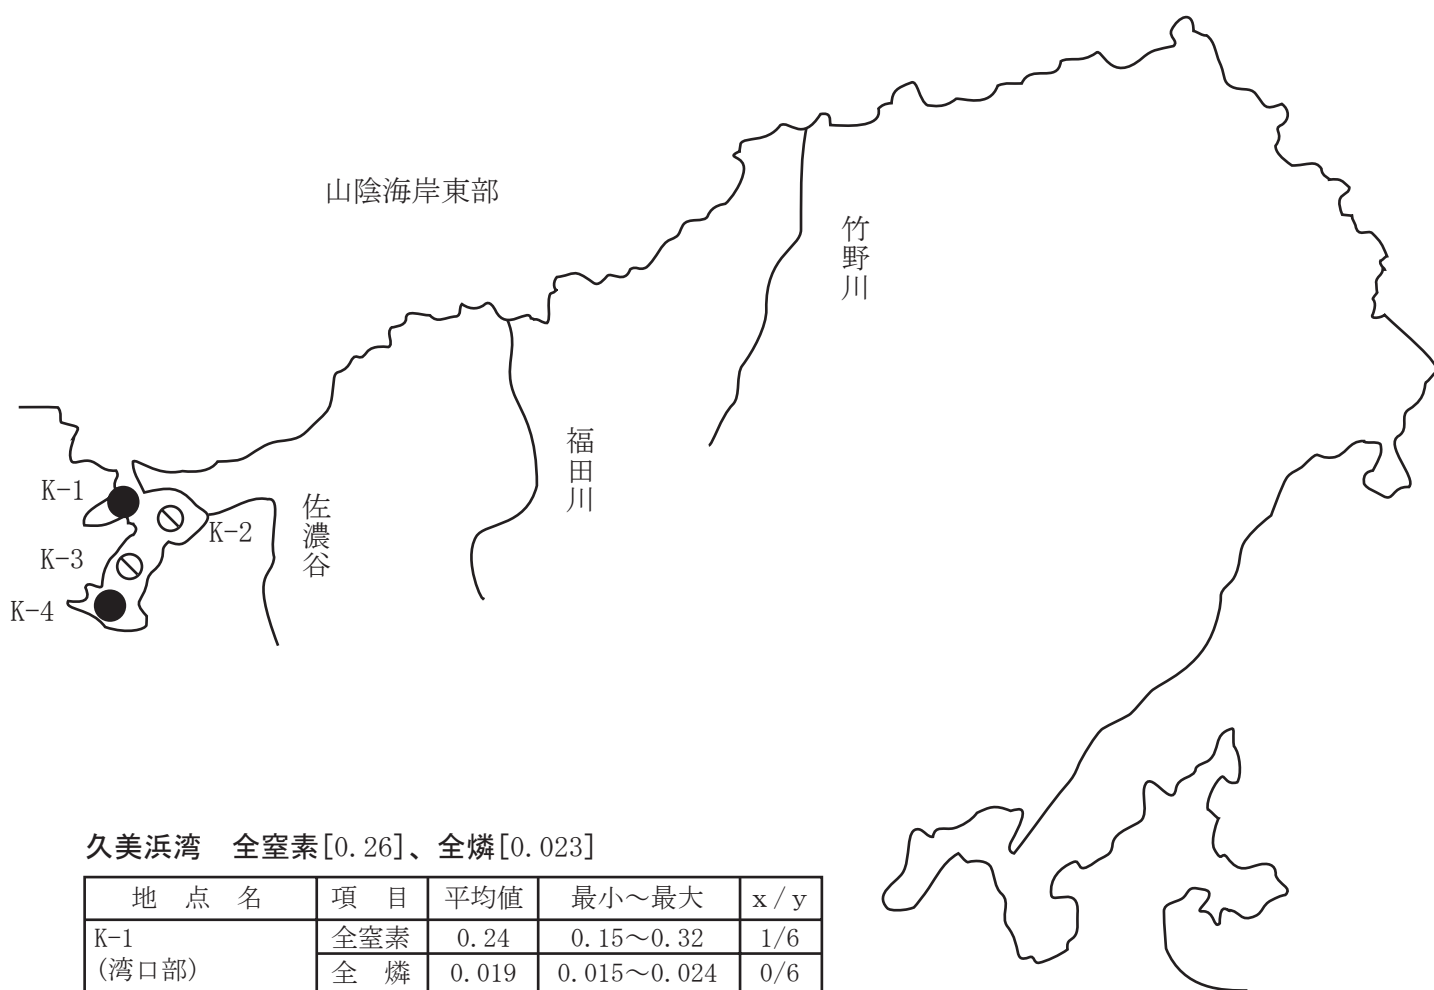 山陰海岸東部
竹野川
福田川
佐濃谷
K-1
K-2
K-3
K-4
久美浜湾 全窒素[0.26]、全燐[0.023]
地点名 項目 平均値 最小～最大 x/y
K-1 全窒素 0.24 0.15～0.32 1/6
(湾口部) 全燐 0.019 0.015～0.024 0/6